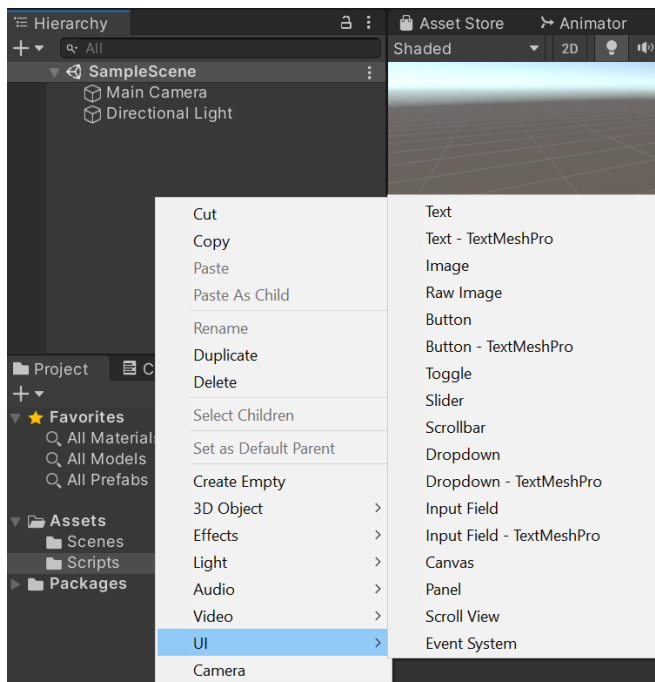 Hierarchy
All
SampleScene
Main Camera
Directional Light
Asset Store
Animator
Shaded
2D
Cut
Copy
Paste
Paste As Child
Rename
Duplicate
Delete
Select Children
Set as Default Parent
Create Empty
3D Object
Effects
Light
Audio
Video
UI
Camera
Text
Text - TextMeshPro
Image
Raw Image
Button
Button - TextMeshPro
Toggle
Slider
Scrollbar
Dropdown
Dropdown - TextMeshPro
Input Field
Input Field - TextMeshPro
Canvas
Panel
Scroll View
Event System
Project
C
Favorites
All Material
All Models
All Prefabs
Assets
Scenes
Scripts
Packages